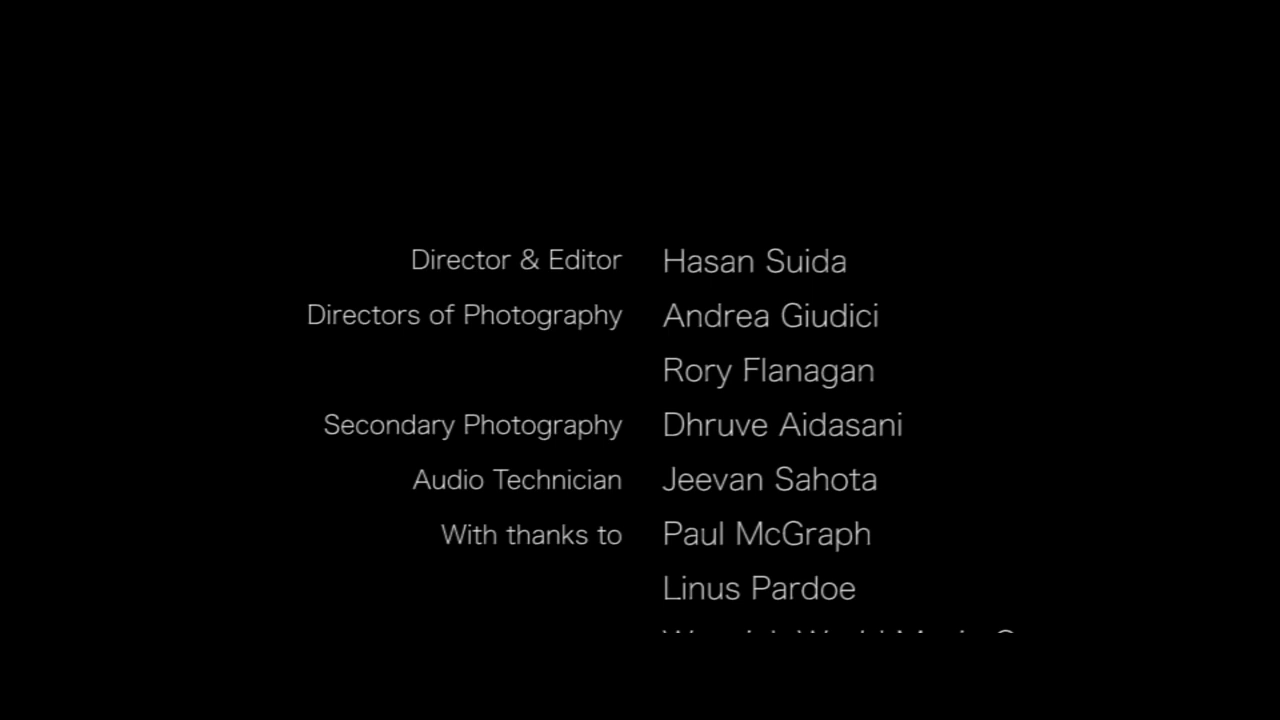 Director & Editor Hasan Suida
Directors of Photography Andrea Giudici
Rory Flanagan
Secondary Photography Dhruve Aidasani
Audio Technician Jeevan Sahota
With thanks to Paul McGraph
Linus Pardoe